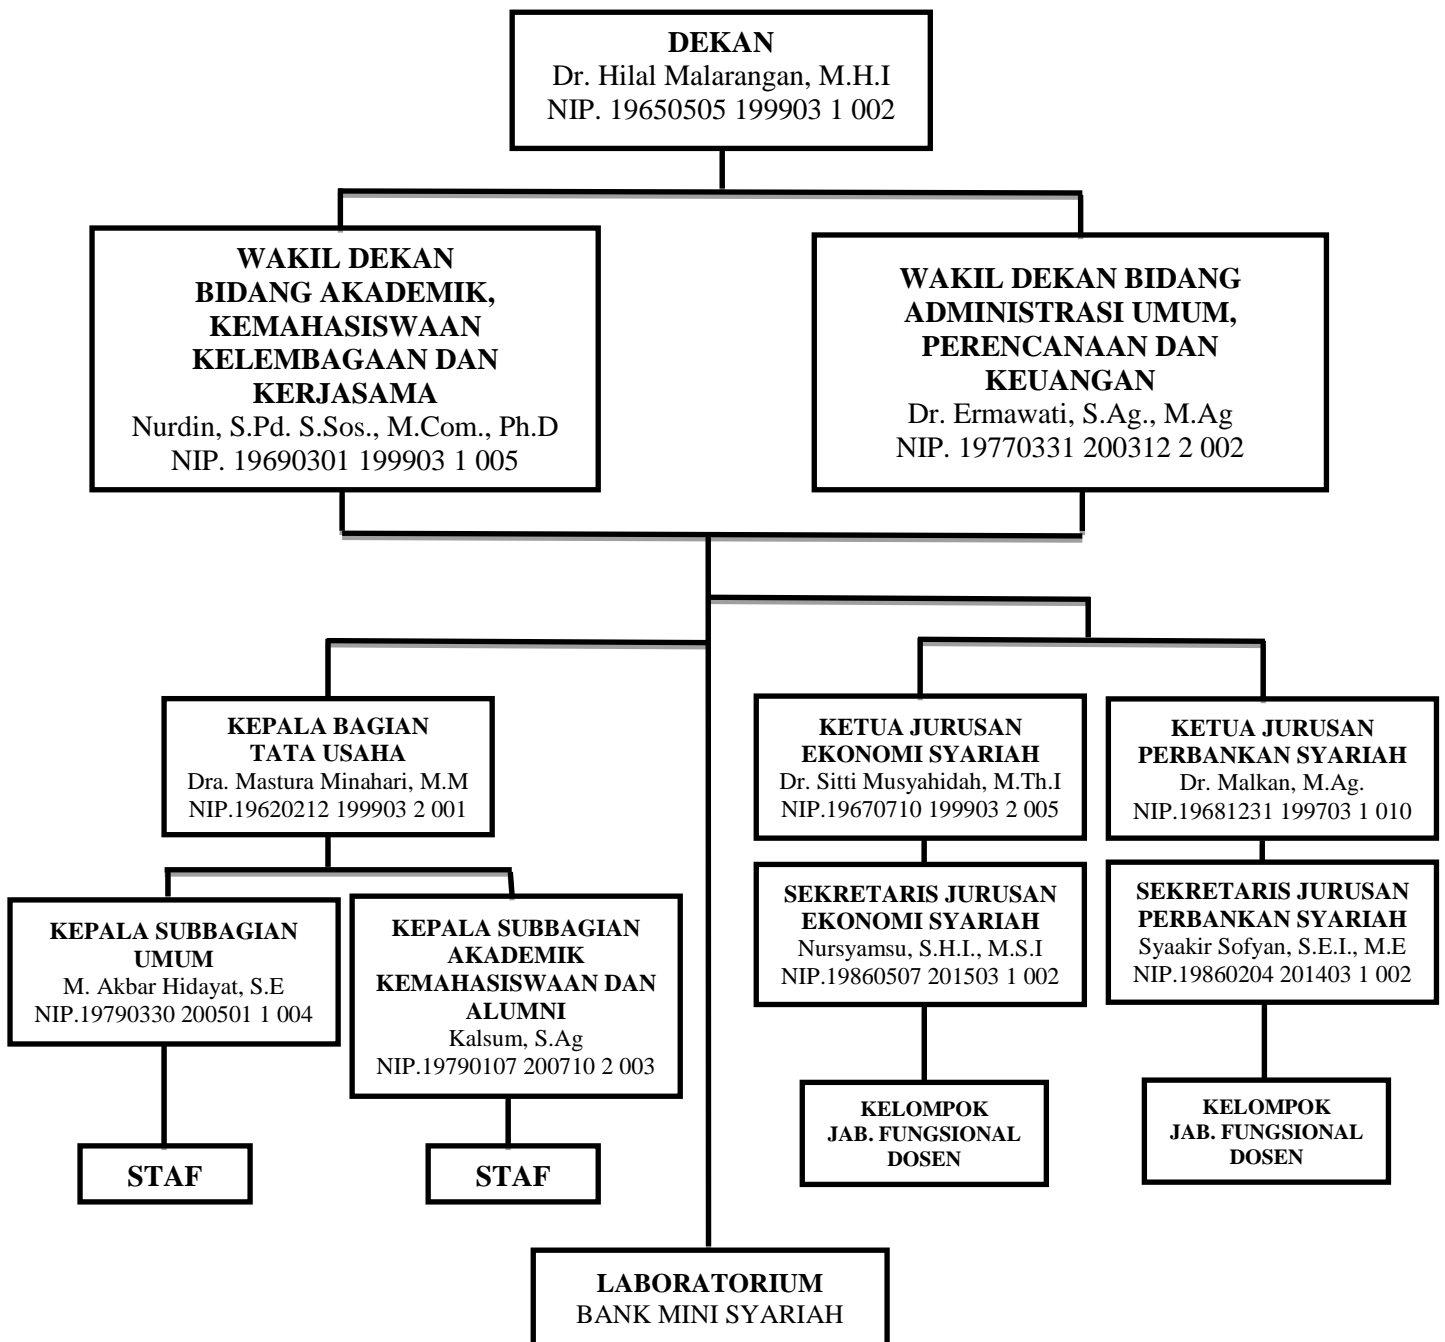 DEKAN
Dr. Hilal Malarangan, M.H.I
NIP. 19650505 199903 1 002
WAKIL DEKAN
BIDANG AKADEMIK,
KEMAHASISWAAN
KELEMBAGAAN DAN
KERJASAMA
Nurdin, S.Pd. S.Sos., M.Com., Ph.D
NIP. 19690301 199903 1 005
WAKIL DEKAN BIDANG
ADMINISTRASI UMUM,
PERENCANAAN DAN
KEUANGAN
Dr. Ermawati, S.Ag., M.Ag
NIP. 19770331 200312 2 002
KEPALA BAGIAN
TATA USAHA
Dra. Mastura Minahari, M.M
NIP.19620212 199903 2 001
KETUA JURUSAN
EKONOMI SYARIAH
Dr. Sitti Musyahidah, M.Th.I
NIP.19670710 199903 2 005
KETUA JURUSAN
PERBANKAN SYARIAH
Dr. Malkan, M.Ag.
NIP.19681231 199703 1 010
KEPALA SUBBAGIAN
UMUM
M. Akbar Hidayat, S.E
NIP.19790330 200501 1 004
KEPALA SUBBAGIAN
AKADEMIK
KEMAHASISWAAN DAN
ALUMNI
Kalsum, S.Ag
NIP.19790107 200710 2 003
SEKRETARIS JURUSAN
EKONOMI SYARIAH
Nursyamsu, S.H.I., M.S.I
NIP.19860507 201503 1 002
SEKRETARIS JURUSAN
PERBANKAN SYARIAH
Syaakir Sofyan, S.E.I., M.E
NIP.19860204 201403 1 002
STAF
STAF
KELOMPOK
JAB. FUNGSIONAL
DOSEN
KELOMPOK
JAB. FUNGSIONAL
DOSEN
LABORATORIUM
BANK MINI SYARIAH